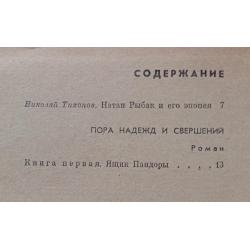 СОДЕРЖАНИЕ
Николай Тихонов. Натан Рыбак и его эпопея 7
ПОРА НАДЕЖД И СВЕРШЕНИЙ
Роман
Книга первая. Ящик Пандоры . . , . 13